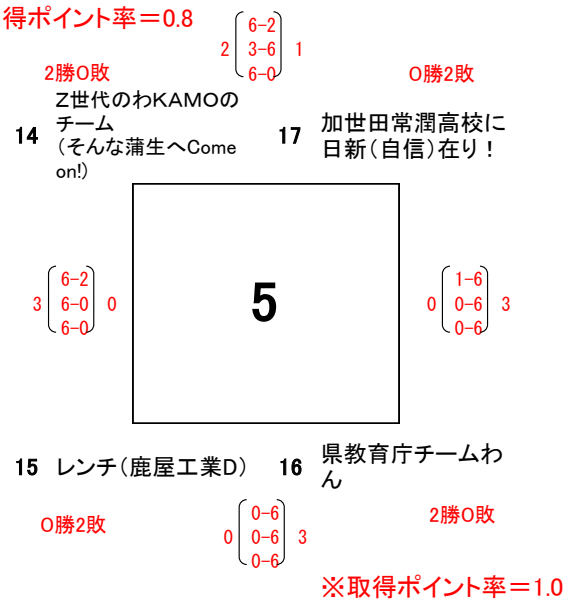 得ポイント率＝0.8
6-2
2 3-6 1
6-0
2勝0敗
0勝2敗
14
Z世代のわKAMOの
チーム
（そんな蒲生へCome
on!）
17
加世田常潤高校に
日新（自信）在り！
6-2
3 6-0 0
6-0
5
1-6
0 0-6 3
0-6
15 レンチ（鹿屋工業D）
16
県教育庁チームわ
ん
0勝2敗
0-6
0 0-6 3
0-6
2勝0敗
※取得ポイント率＝1.0